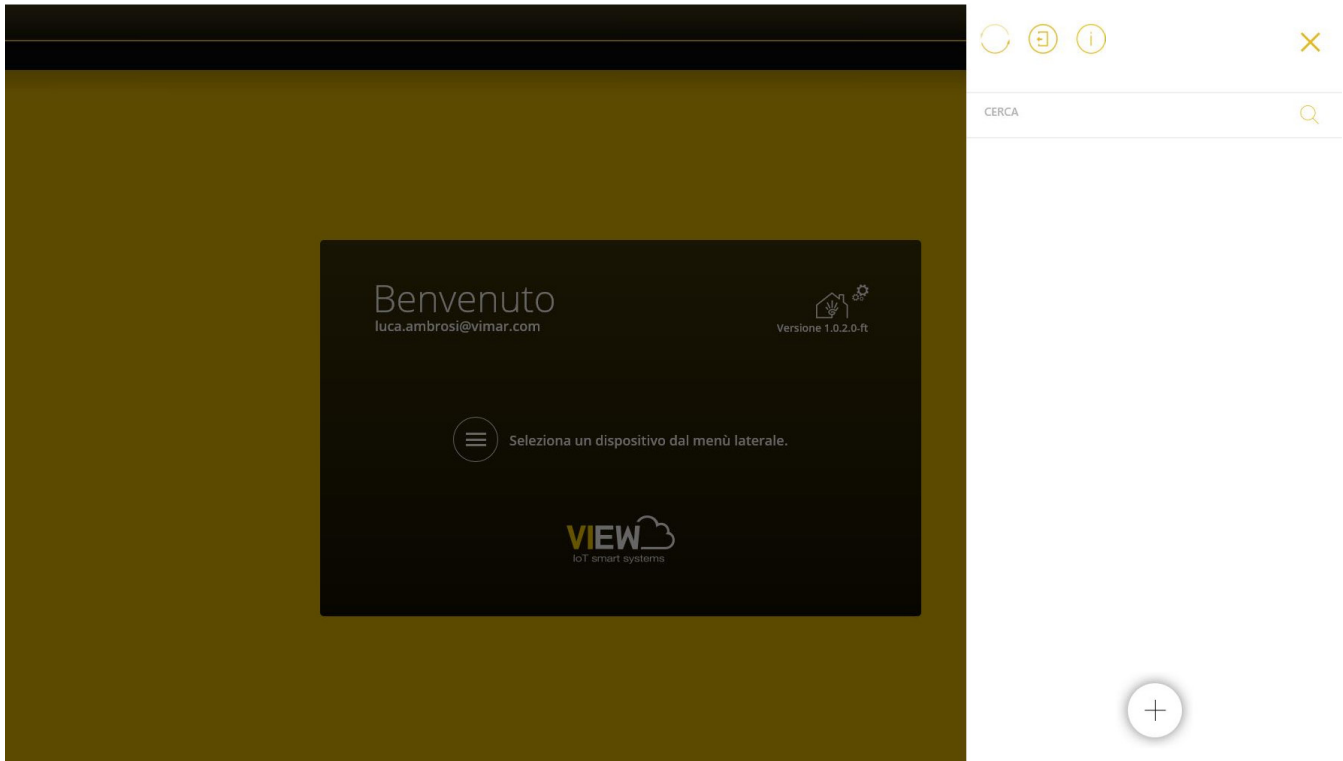 CERCA
Benvenuto
luca.ambrosi@vimar.com
Versione 1.0.2.0-ft
Seleziona un dispositivo dal menù laterale.
VIEW
IoT smart systems